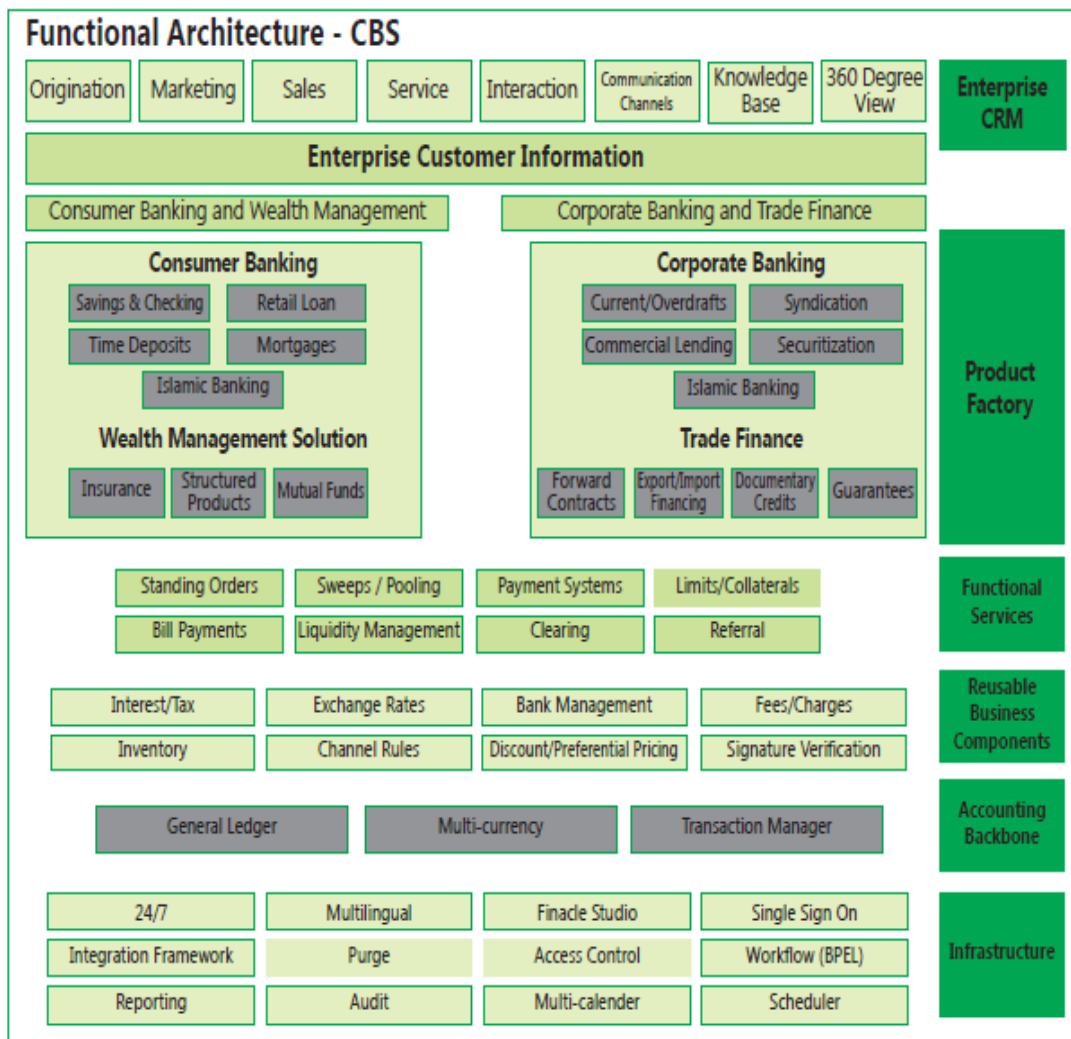 Functional Architecture - CBS
Origination
Marketing
Sales
Service
Interaction
Communication
Channels
Knowledge
Base
360 Degree
View
Enterprise
CRM
Enterprise Customer Information
Consumer Banking and Wealth Management
Corporate Banking and Trade Finance
Consumer Banking
Savings & Checking
Retail Loan
Time Deposits
Mortgages
Islamic Banking
Wealth Management Solution
Insurance
Structured
Products
Mutual Funds
Corporate Banking
Current/Overdrafts
Syndication
Commercial Lending
Securitization
Islamic Banking
Trade Finance
Forward
Contracts
Export/Import
Financing
Documentary
Credits
Guarantees
Product
Factory
Standing Orders
Sweeps / Pooling
Payment Systems
Limits/Collaterals
Bill Payments
Liquidity Management
Clearing
Referral
Functional
Services
Interest/Tax
Exchange Rates
Bank Management
Fees/Charges
Inventory
Channel Rules
Discount/Preferential Pricing
Signature Verification
Reusable
Business
Components
General Ledger
Multi-currency
Transaction Manager
Accounting
Backbone
24/7
Multilingual
Finacle Studio
Single Sign On
Integration Framework
Purge
Access Control
Workflow (BPEL)
Reporting
Audit
Multi-calender
Scheduler
Infrastructure